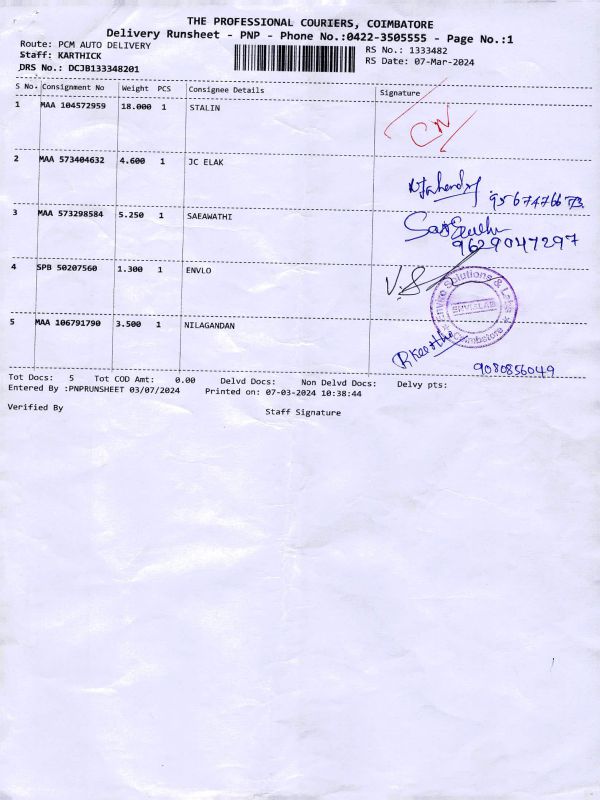 THE PROFESSIONAL COURIERS, COIMBATORE
Delivery Runsheet - PNP - Phone No.:0422-3505555 - Page No.:1
Route: PCM AUTO DELIVERY
RS No.: 1333482
Staff: KARTHICK
RS Date: 07-Mar-2024
DRS No.: DCJB133348201
S No. Consignment No Weight PCS Consignee Details Signature
1 MAA 104572959 18.000 1 STALIN
CN
2 MAA 573404632 4.600 1 JC ELAK
3 MAA 573298584 5.250 1 SAEAWATHI
9629047297
4 SPB 50207560 1.300 1 ENVLO
V.S
Enviro Solutions & Labs
ENVISLAB
Coimbatore
5 MAA 106791790 3.500 1 NILAGANDAN
9080856049
Tot Docs: 5 Tot COD Amt: 0.00 Delvd Docs: Non Delvd Docs: Delvy pts:
Entered By :PNPRUNSHEET 03/07/2024 Printed on: 07-03-2024 10:38:44
Verified By Staff Signature